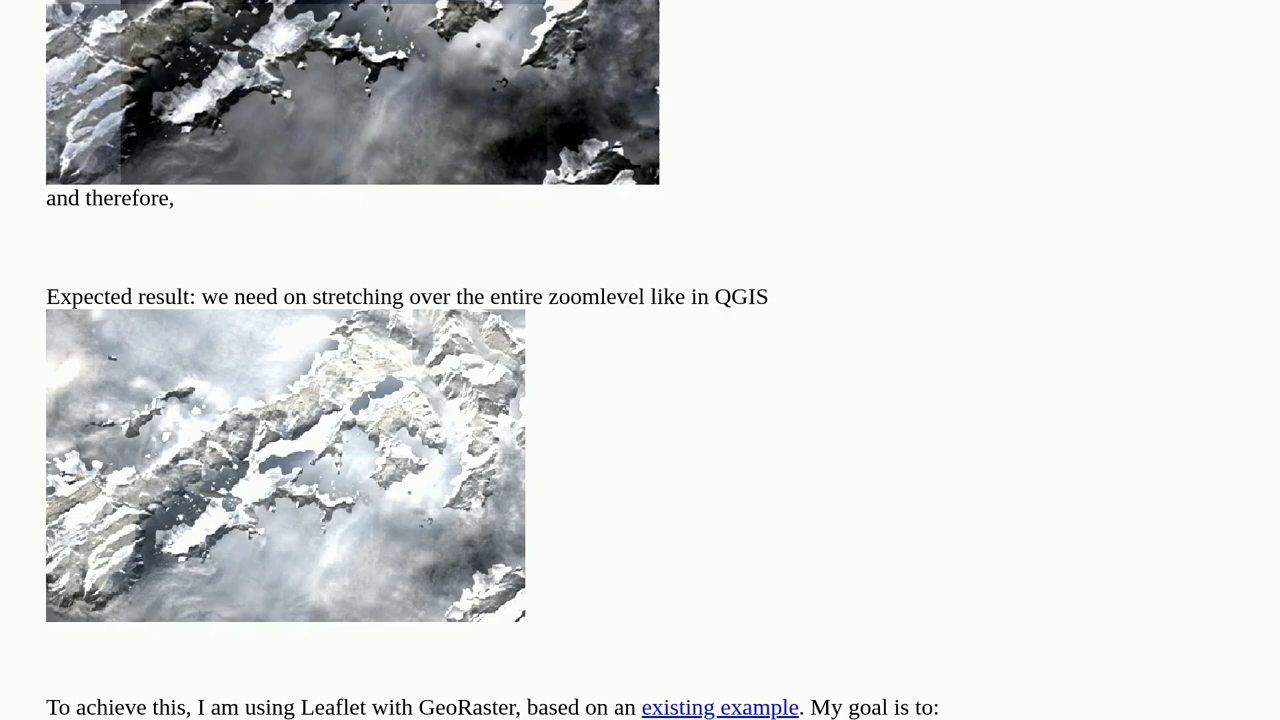 and therefore,
Expected result: we need on stretching over the entire zoomlevel like in QGIS
To achieve this, I am using Leaflet with GeoRaster, based on an existing example. My goal is to: